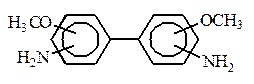 H₃CO OCH₃
H₂N NH₂